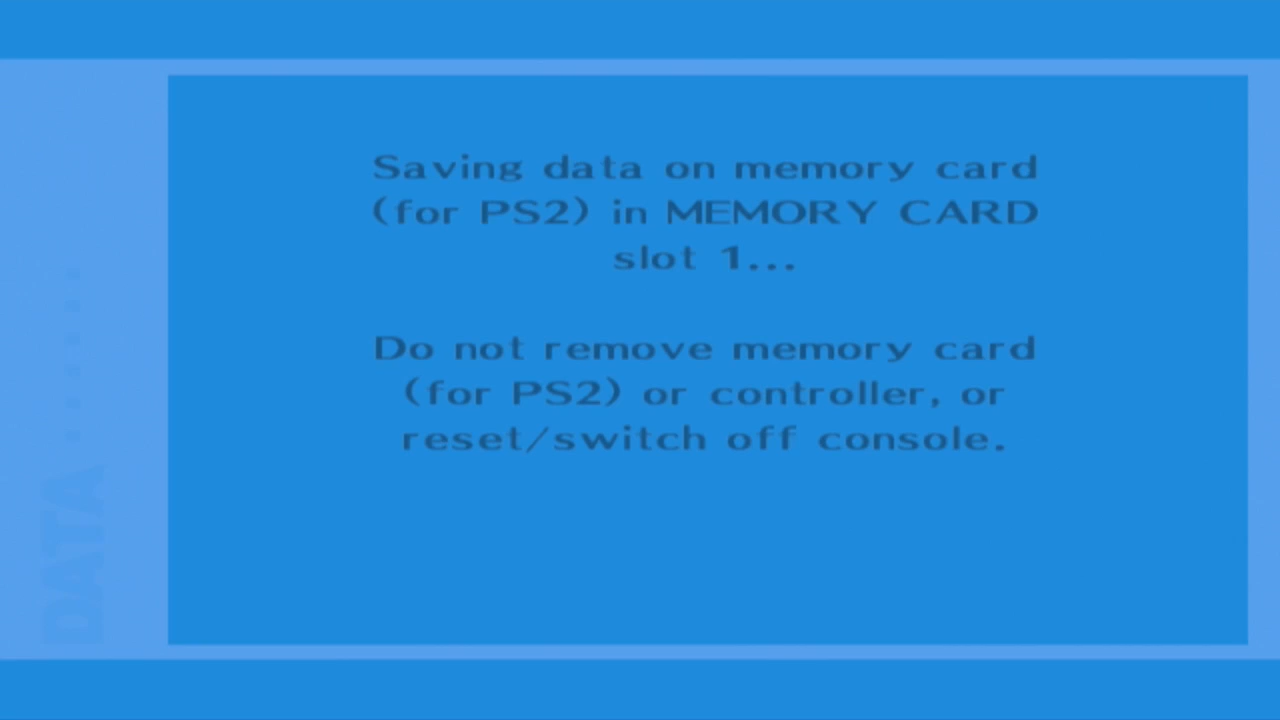 Saving data on memory card
(for PS2) in MEMORY CARD
slot 1...
Do not remove memory card
(for PS2) or controller, or
reset/switch off console.
DATA